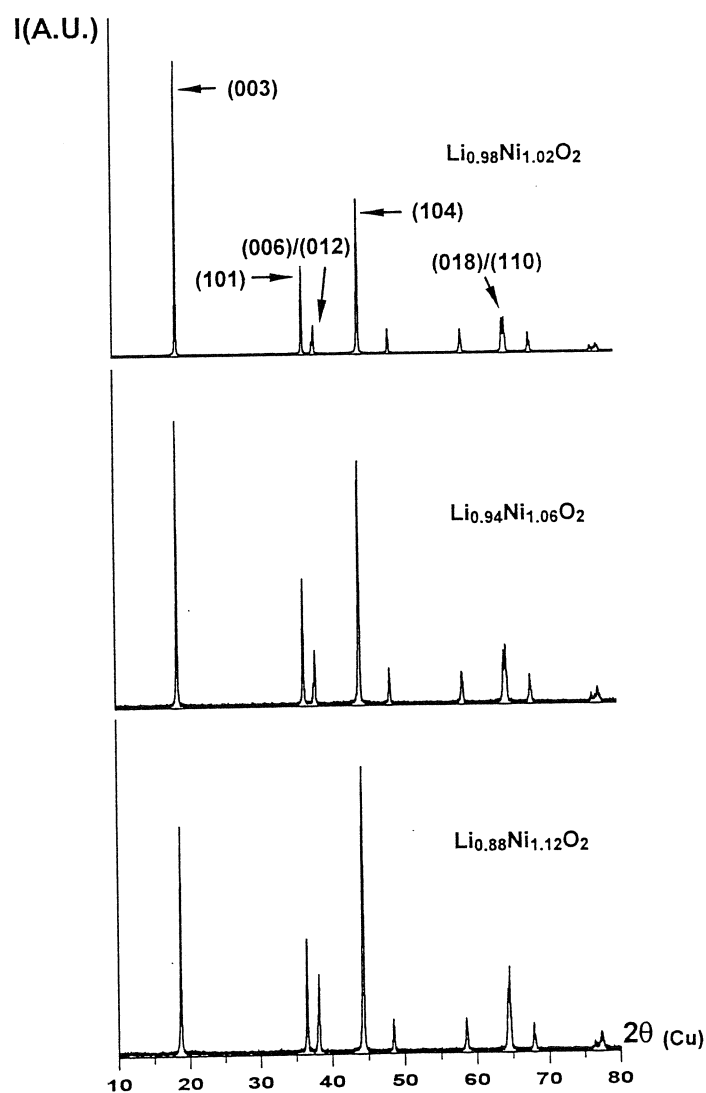 I(A.U.)
(003)
Li0.98Ni1.02O2
(104)
(006)/(012)
(018)/(110)
(101)
Li0.94Ni1.06O2
Li0.88Ni1.12O2
2θ (Cu)
10 20 30 40 50 60 70 80